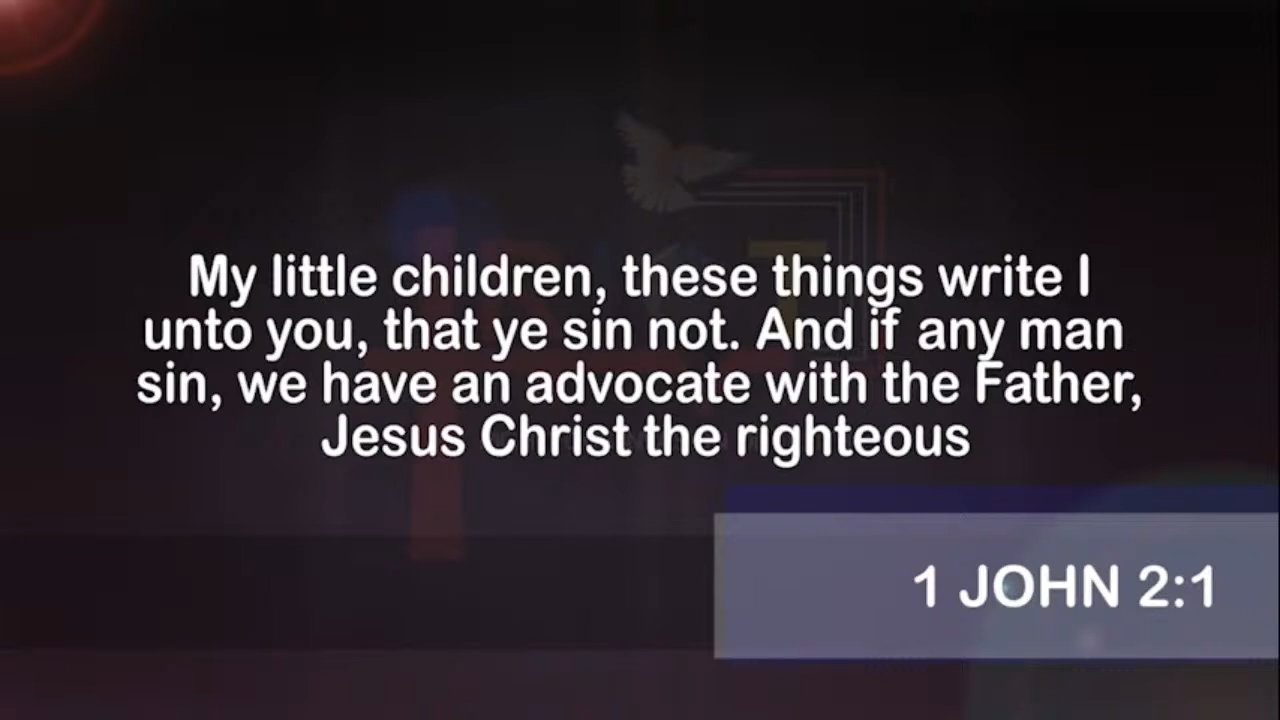 My little children, these things write I
unto you, that ye sin not. And if any man
sin, we have an advocate with the Father,
Jesus Christ the righteous
1 JOHN 2:1